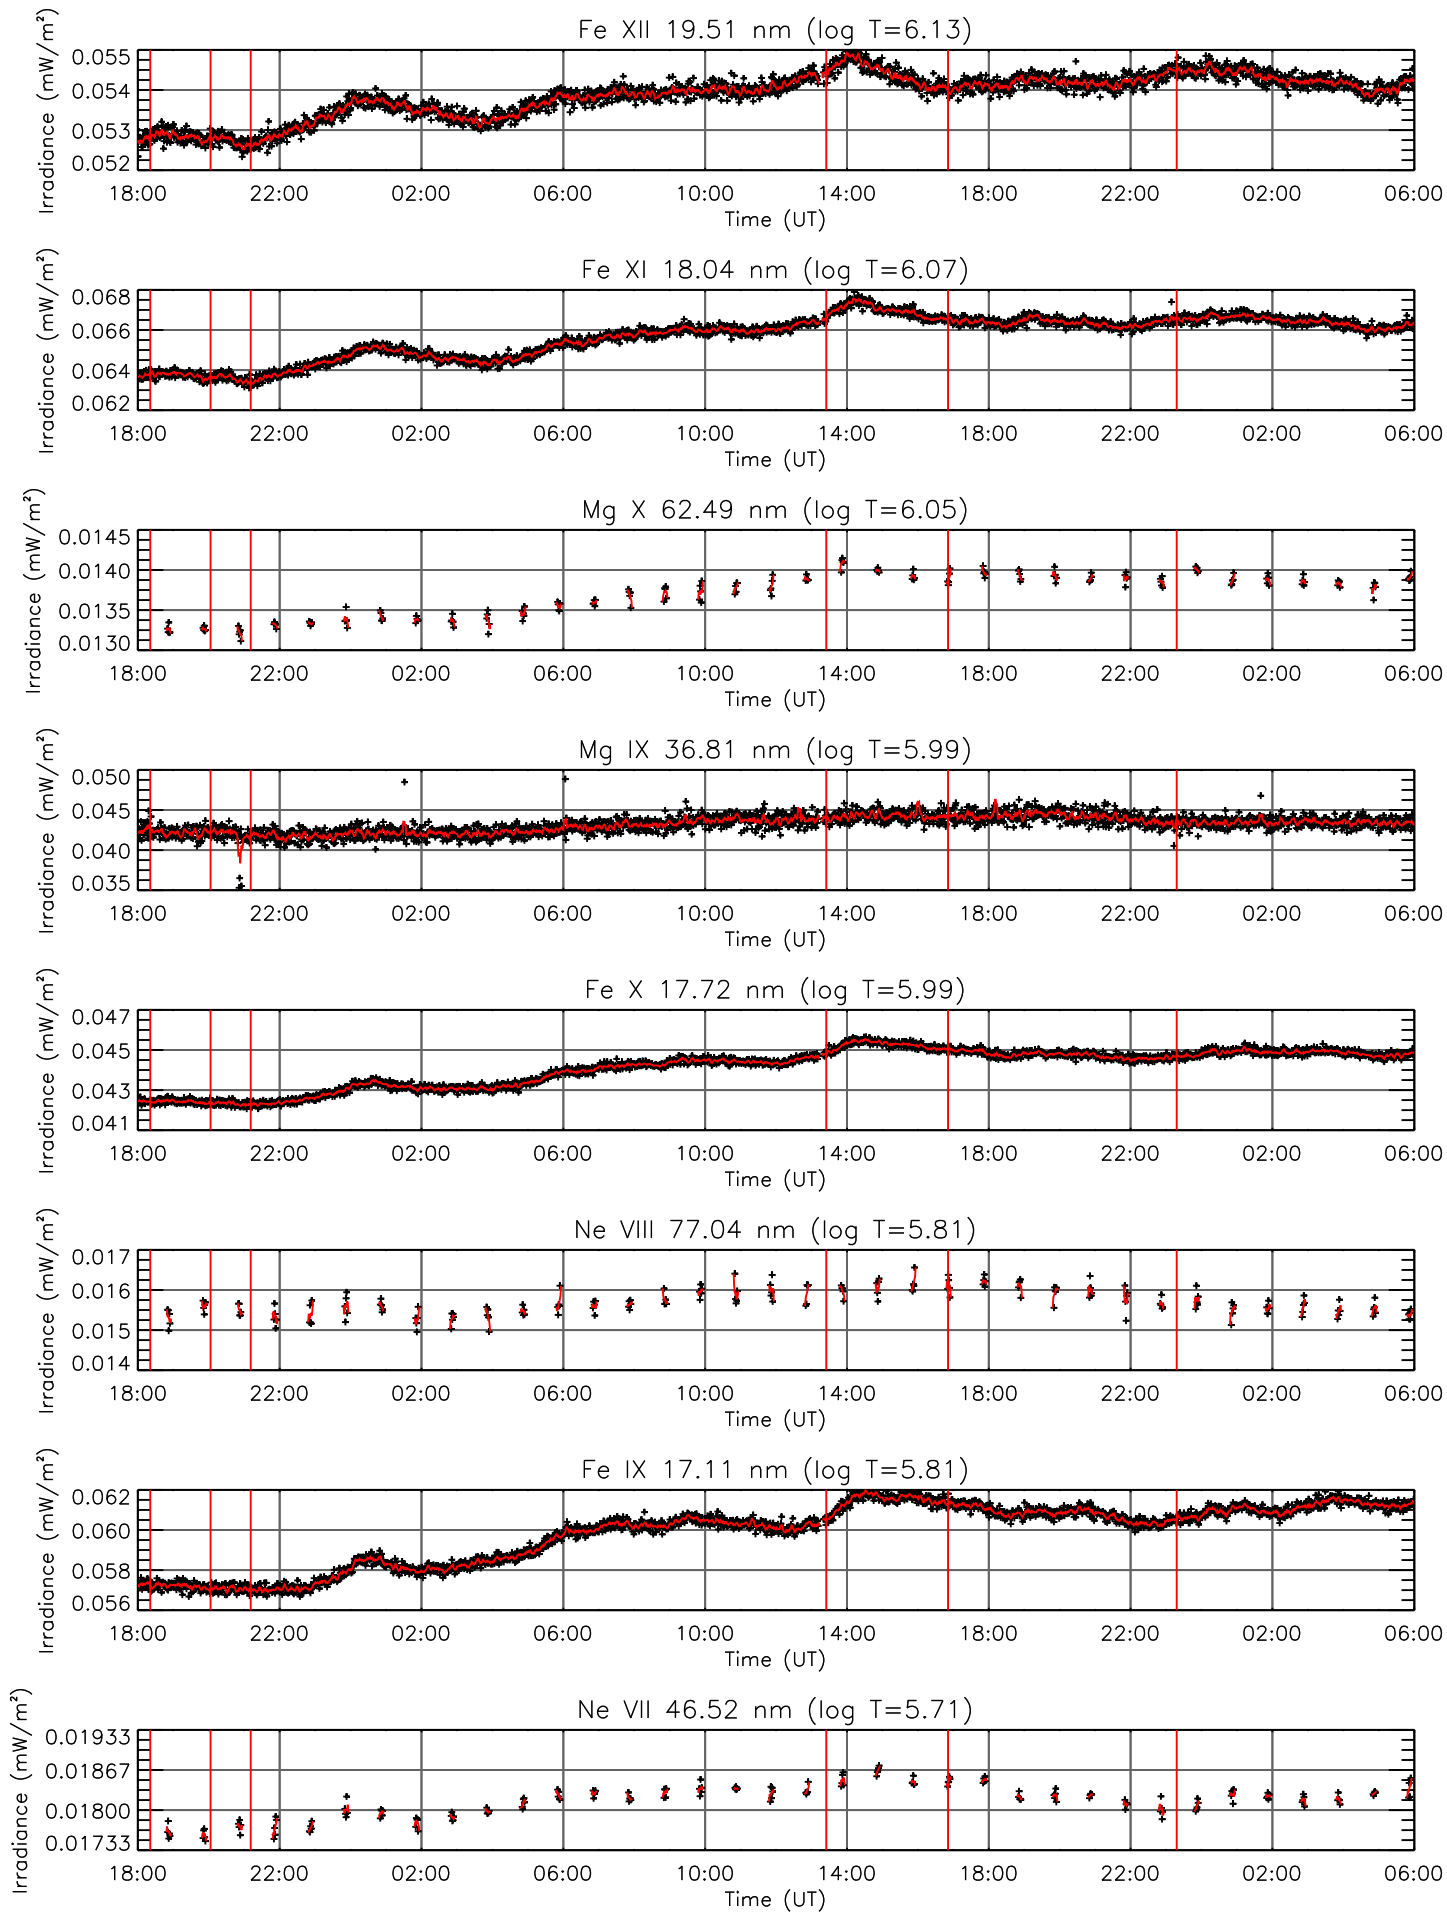 Fe XII 19.51 nm (log T=6.13)
Irradiance (mW/m²)
0.055
0.054
0.053
0.052
18:00 22:00 02:00 06:00 10:00 14:00 18:00 22:00 02:00 06:00
Time (UT)
Fe XI 18.04 nm (log T=6.07)
Irradiance (mW/m²)
0.068
0.066
0.064
0.062
18:00 22:00 02:00 06:00 10:00 14:00 18:00 22:00 02:00 06:00
Time (UT)
Mg X 62.49 nm (log T=6.05)
Irradiance (mW/m²)
0.0145
0.0140
0.0135
0.0130
18:00 22:00 02:00 06:00 10:00 14:00 18:00 22:00 02:00 06:00
Time (UT)
Mg IX 36.81 nm (log T=5.99)
Irradiance (mW/m²)
0.050
0.045
0.040
0.035
18:00 22:00 02:00 06:00 10:00 14:00 18:00 22:00 02:00 06:00
Time (UT)
Fe X 17.72 nm (log T=5.99)
Irradiance (mW/m²)
0.047
0.045
0.043
0.041
18:00 22:00 02:00 06:00 10:00 14:00 18:00 22:00 02:00 06:00
Time (UT)
Ne VIII 77.04 nm (log T=5.81)
Irradiance (mW/m²)
0.017
0.016
0.015
0.014
18:00 22:00 02:00 06:00 10:00 14:00 18:00 22:00 02:00 06:00
Time (UT)
Fe IX 17.11 nm (log T=5.81)
Irradiance (mW/m²)
0.062
0.060
0.058
0.056
18:00 22:00 02:00 06:00 10:00 14:00 18:00 22:00 02:00 06:00
Time (UT)
Ne VII 46.52 nm (log T=5.71)
Irradiance (mW/m²)
0.01933
0.01867
0.01800
0.01733
18:00 22:00 02:00 06:00 10:00 14:00 18:00 22:00 02:00 06:00
Time (UT)